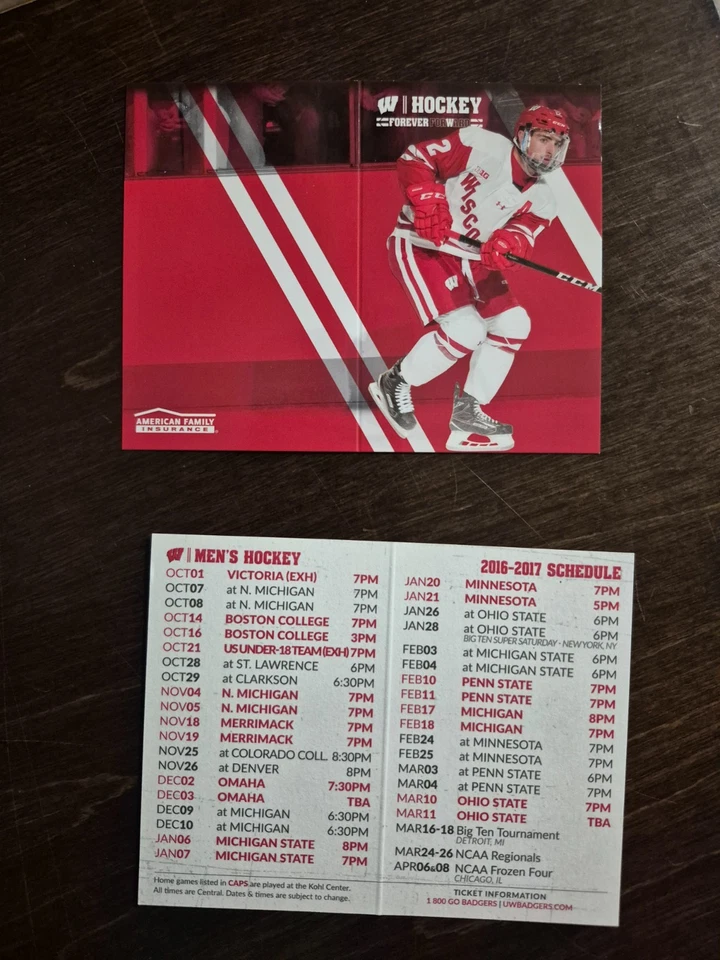 W HOCKEY
FOREVER FORWARD
W
CCM
2
B1G
WISCO
A
W
CCM
AMERICAN FAMILY
INSURANCE
W MEN'S HOCKEY
OCT01 VICTORIA (EXH) 7PM
OCT07 at N. MICHIGAN 7PM
OCT08 at N. MICHIGAN 7PM
OCT14 BOSTON COLLEGE 7PM
OCT16 BOSTON COLLEGE 3PM
OCT21 US UNDER-18 TEAM (EXH) 7PM
OCT28 at ST. LAWRENCE 6PM
OCT29 at CLARKSON 6:30PM
NOV04 N. MICHIGAN 7PM
NOV05 N. MICHIGAN 7PM
NOV18 MERRIMACK 7PM
NOV19 MERRIMACK 7PM
NOV25 at COLORADO COLL. 8:30PM
NOV26 at DENVER 8PM
DEC02 OMAHA 7:30PM
DEC03 OMAHA TBA
DEC09 at MICHIGAN 6:30PM
DEC10 at MICHIGAN 6:30PM
JAN06 MICHIGAN STATE 8PM
JAN07 MICHIGAN STATE 7PM
Home games listed in CAPS are played at the Kohl Center.
All times are Central. Dates & times are subject to change.
2016-2017 SCHEDULE
JAN20 MINNESOTA 7PM
JAN21 MINNESOTA 5PM
JAN26 at OHIO STATE 6PM
JAN28 at OHIO STATE 6PM
BIG TEN SUPER SATURDAY - NEW YORK, NY
FEB03 at MICHIGAN STATE 6PM
FEB04 at MICHIGAN STATE 6PM
FEB10 PENN STATE 7PM
FEB11 PENN STATE 7PM
FEB17 MICHIGAN 8PM
FEB18 MICHIGAN 7PM
FEB24 at MINNESOTA 7PM
FEB25 at MINNESOTA 7PM
MAR03 at PENN STATE 6PM
MAR04 at PENN STATE 7PM
MAR10 OHIO STATE 7PM
MAR11 OHIO STATE TBA
MAR16-18 Big Ten Tournament
DETROIT, MI
MAR24-26 NCAA Regionals
APR06&08 NCAA Frozen Four
CHICAGO, IL
TICKET INFORMATION
1 800 GO BADGERS | UWBADGERS.COM